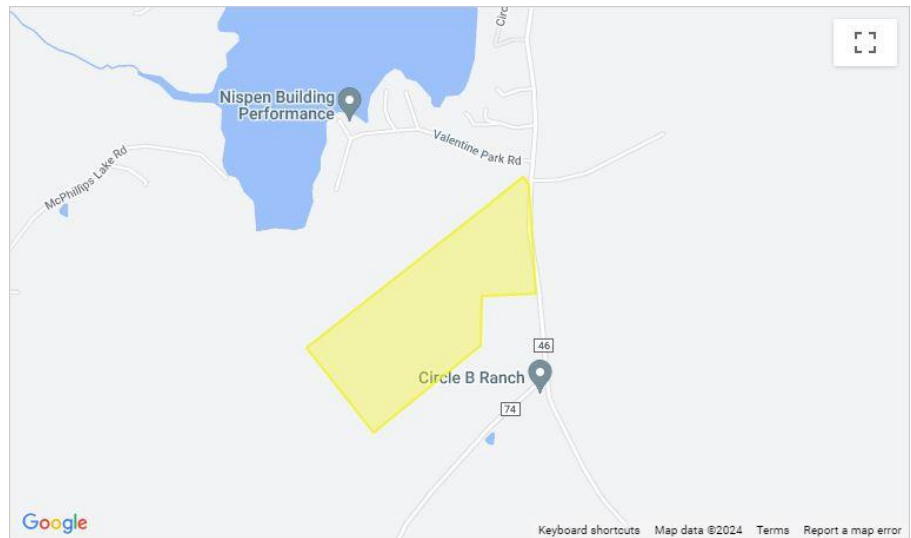 Circ
Nispen Building
Performance
Valentine Park Rd
McPhillips Lake Rd
46
Circle B Ranch
74
Google
Keyboard shortcuts Map data ©2024 Terms Report a map error